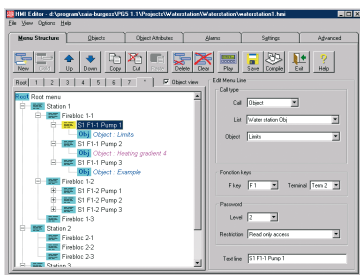 HMI Editor - d:\program\caia-burgess\PG5 1.1\Projects\Waterstation\Waterstation\waterstation1.hmi
File View Options Help
Menu Structure Objects Object Attributes Alarms Settings Advanced
New Child Up Down Copy Cut Delete Clear Play Save Compile Exit Help
Root 1 2 3 4 5 6 7 * Object view
Edit Menu Line
Root Root menu
Station 1
Firebloc 1-1
S1 F1-1 Pump 1
Obj Object : Limits
S1 F1-1 Pump 2
Obj Object : Heating gradient 4
S1 F1-1 Pump 3
Obj Object : Example
Firebloc 1-2
S1 F1-2 Pump 1
S1 F1-2 Pump 2
S1 F1-2 Pump 3
Firebloc 1-3
Station 2
Firebloc 2-1
Firebloc 2-2
Firebloc 2-3
Station 3
Call type
Call Object
List Water station Obj
Object Limits
Function keys
F key F 1 Terminal Term 2
Password
Level 2
Restriction Read only access
Text line S1 F1-1 Pump 1